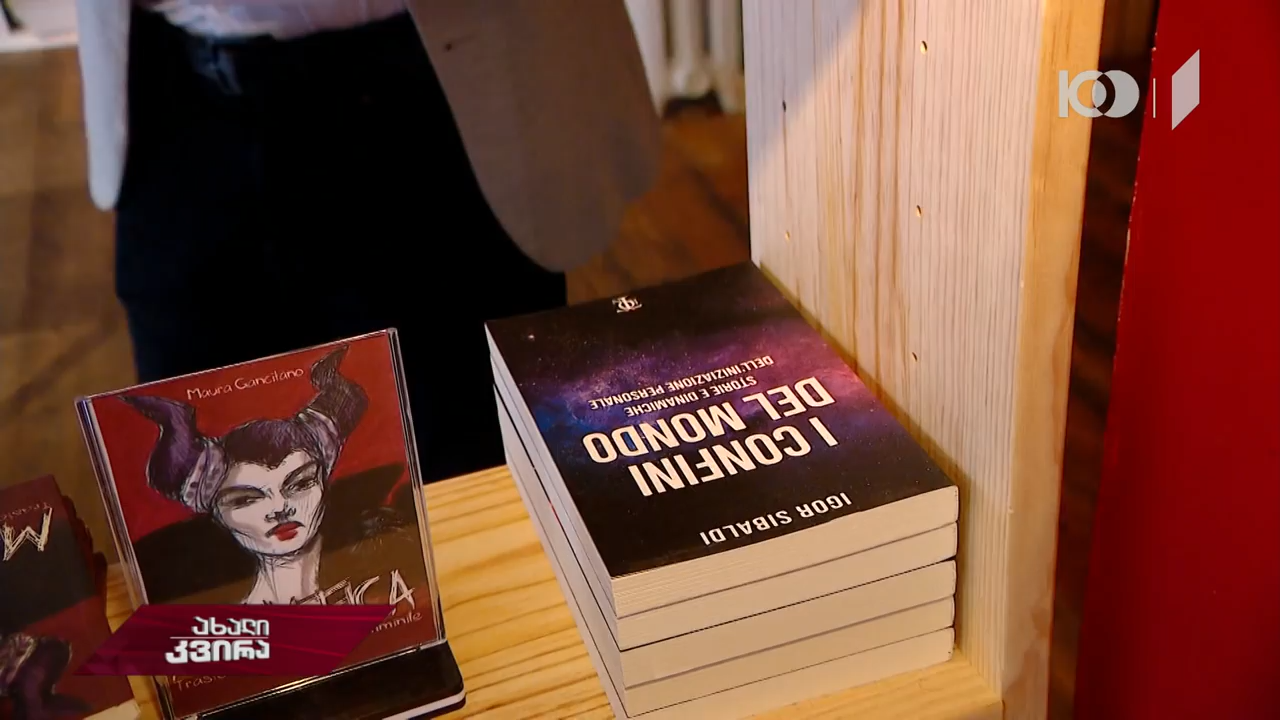 Maura Gancitano
IGOR SIBALDI
I CONFINI
DEL MONDO
STORIE E DINAMICHE
DELL'INIZIAZIONE PERSONALE
ახალი
კვირა